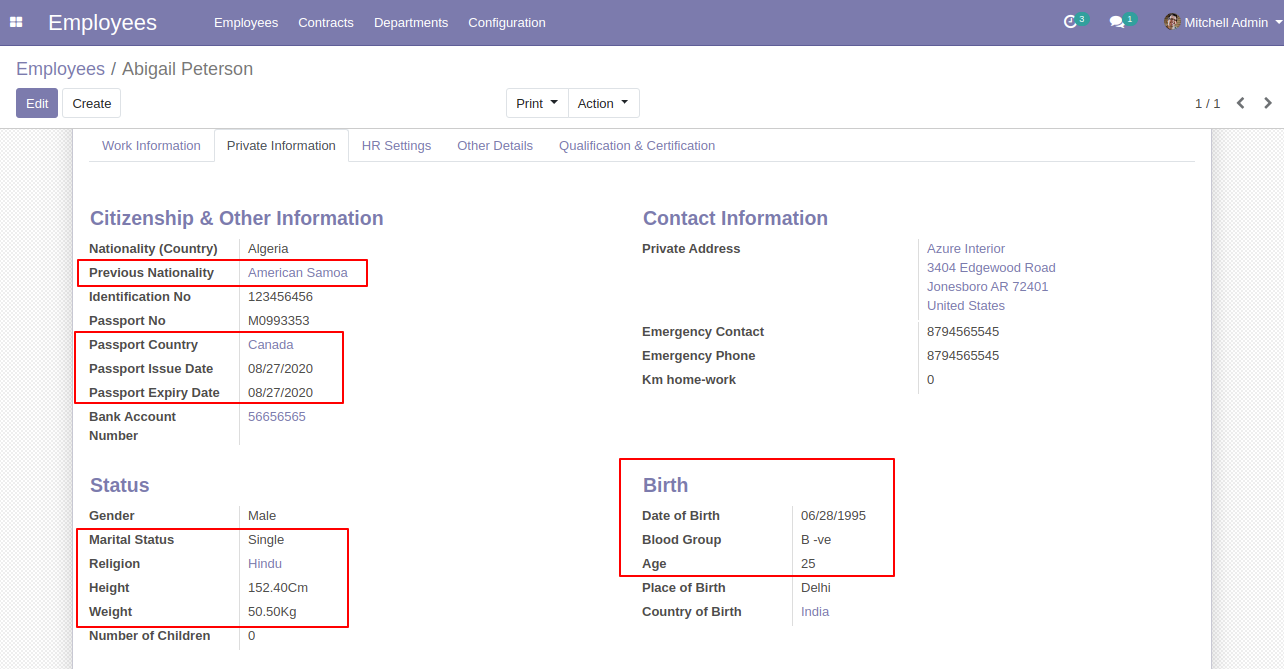 Employees Employees Contracts Departments Configuration 3 1 Mitchell Admin
Employees / Abigail Peterson
Edit Create Print Action 1 / 1
Work Information Private Information HR Settings Other Details Qualification & Certification
Citizenship & Other Information
Nationality (Country) Algeria
Previous Nationality American Samoa
Identification No 123456456
Passport No M0993353
Passport Country Canada
Passport Issue Date 08/27/2020
Passport Expiry Date 08/27/2020
Bank Account 56656565
Number
Contact Information
Private Address Azure Interior
3404 Edgewood Road
Jonesboro AR 72401
United States
Emergency Contact 8794565545
Emergency Phone 8794565545
Km home-work 0
Status
Gender Male
Marital Status Single
Religion Hindu
Height 152.40Cm
Weight 50.50Kg
Number of Children 0
Birth
Date of Birth 06/28/1995
Blood Group B -ve
Age 25
Place of Birth Delhi
Country of Birth India